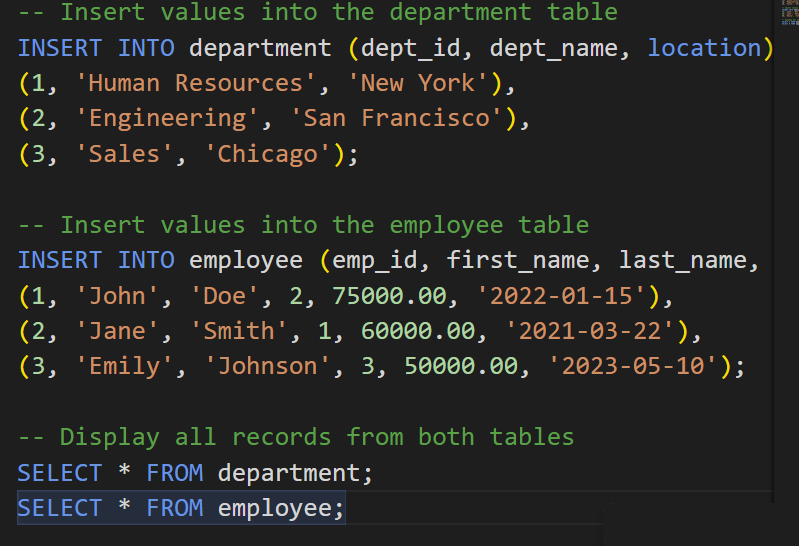 -- Insert values into the department table
INSERT INTO department (dept_id, dept_name, location)
(1, 'Human Resources', 'New York'),
(2, 'Engineering', 'San Francisco'),
(3, 'Sales', 'Chicago');
-- Insert values into the employee table
INSERT INTO employee (emp_id, first_name, last_name,
(1, 'John', 'Doe', 2, 75000.00, '2022-01-15'),
(2, 'Jane', 'Smith', 1, 60000.00, '2021-03-22'),
(3, 'Emily', 'Johnson', 3, 50000.00, '2023-05-10');
-- Display all records from both tables
SELECT * FROM department;
SELECT * FROM employee;